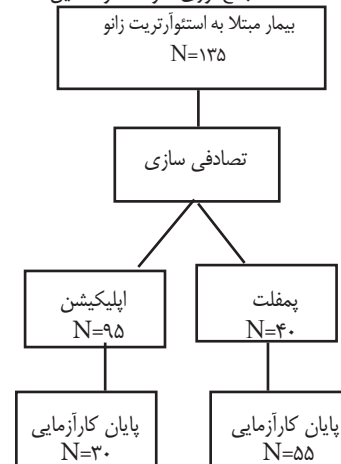 بیمار مبتلا به استئوآرتریت زانو
N=۱۳۵
تصادفی سازی
پمفلت
N=۴۰
اپلیکیشن
N=۹۵
پایان کارآزمایی
N=۵۵
پایان کارآزمایی
N=۳۰